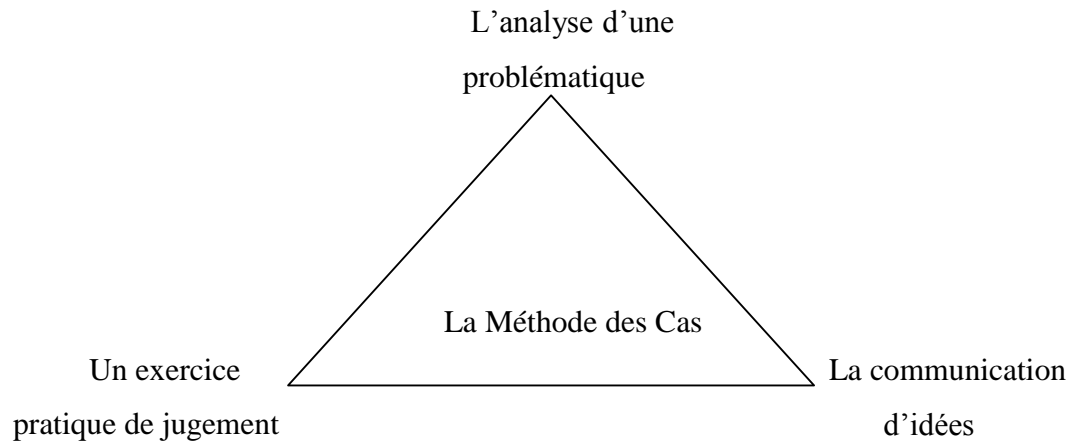 L’analyse d’une
problématique
La Méthode des Cas
Un exercice
pratique de jugement
La communication
d’idées